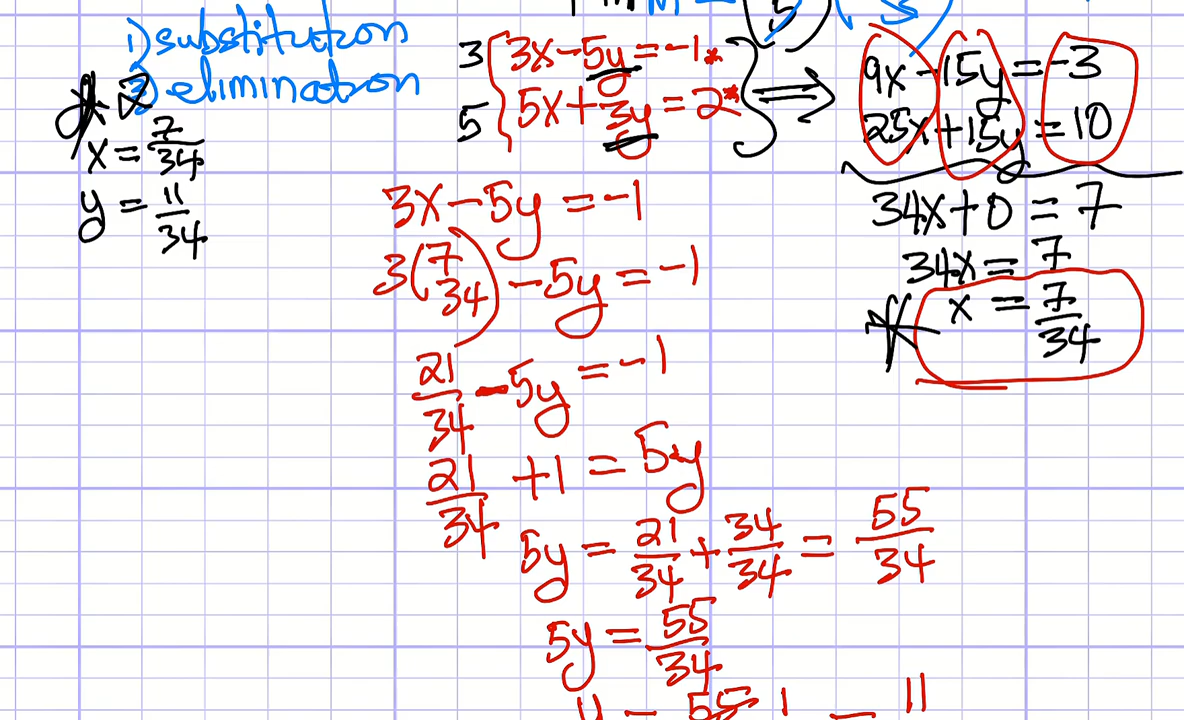 1) substitution
2) elimination
x = 7/34
y = 11/34
3 { 3x - 5y = -1 *
5 { 5x + 3y = 2 * } ⟺
9x - 15y = -3
25x + 15y = 10
34x + 0 = 7
34x = 7
x = 7/34
3x - 5y = -1
3(7/34) - 5y = -1
21/34 - 5y = -1
21/34 + 1 = 5y
5y = 21/34 + 34/34 = 55/34
5y = 55/34